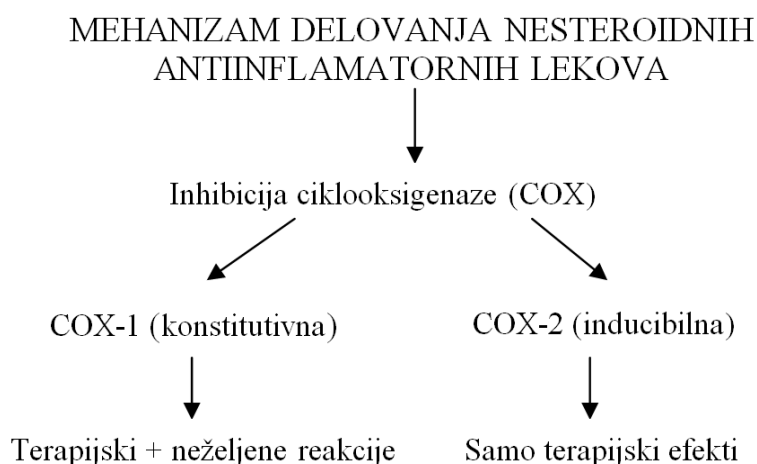 MEHANIZAM DELOVANJA NESTEROIDNIH
ANTIINFLAMATORNIH LEKOVA
Inhibicija ciklooksigenaze (COX)
COX-1 (konstitutivna)
COX-2 (inducibilna)
Terapijski + neželjene reakcije
Samo terapijski efekti